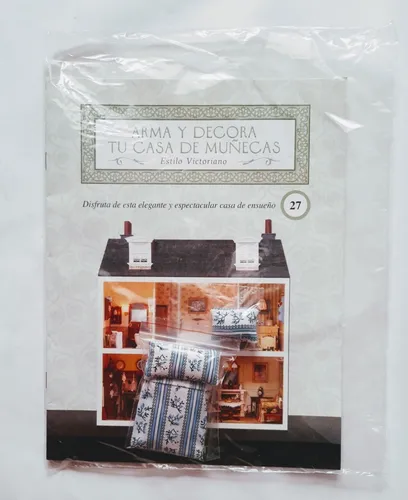 ARMA Y DECORA
TU CASA DE MUÑECAS
Estilo Victoriano
Disfruta de esta elegante y espectacular casa de ensueño
27